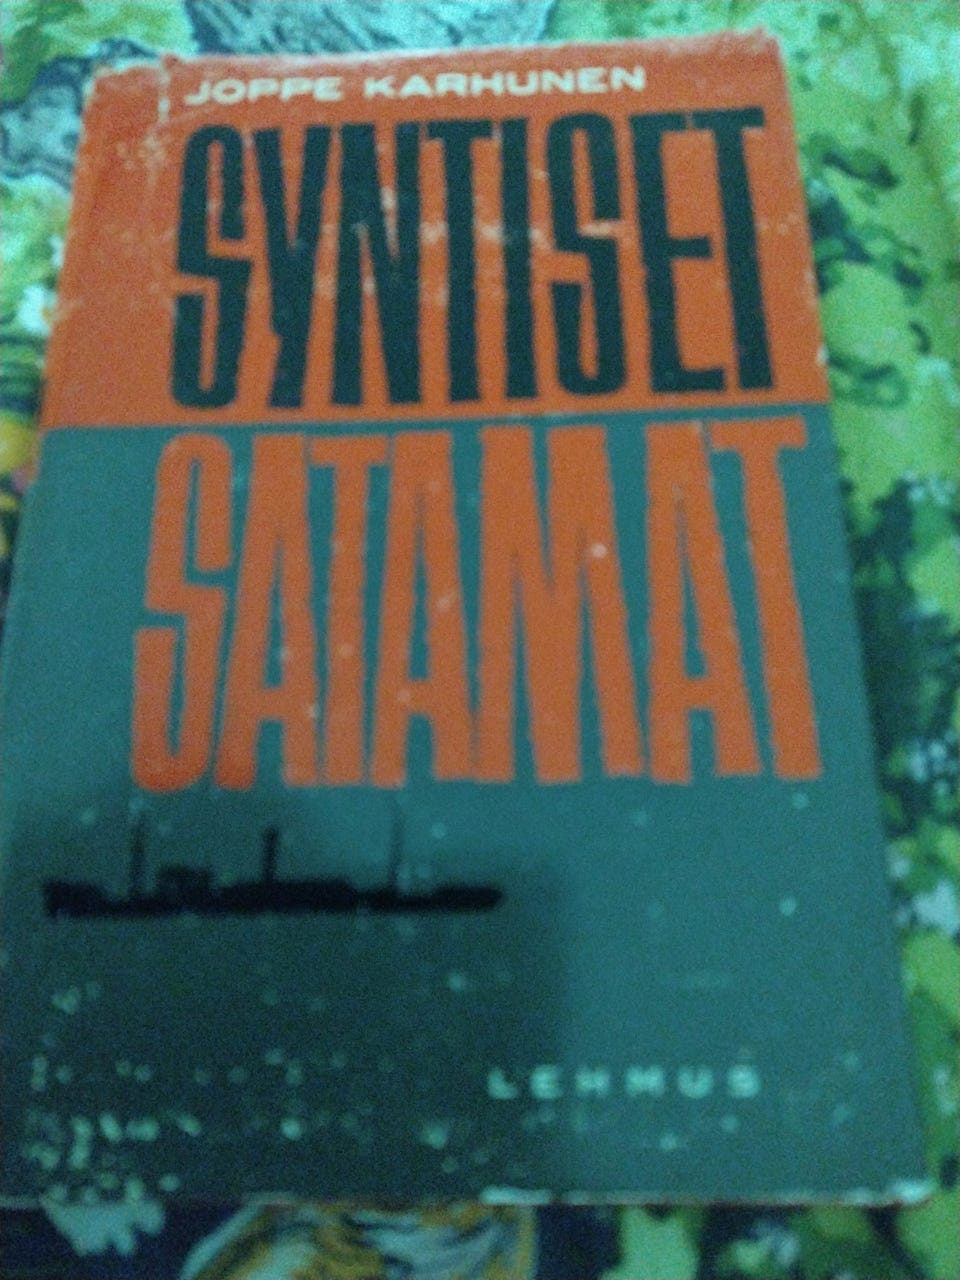 JOPPE KARHUNEN
SYNTISET
SATAMAT
LEHMUS